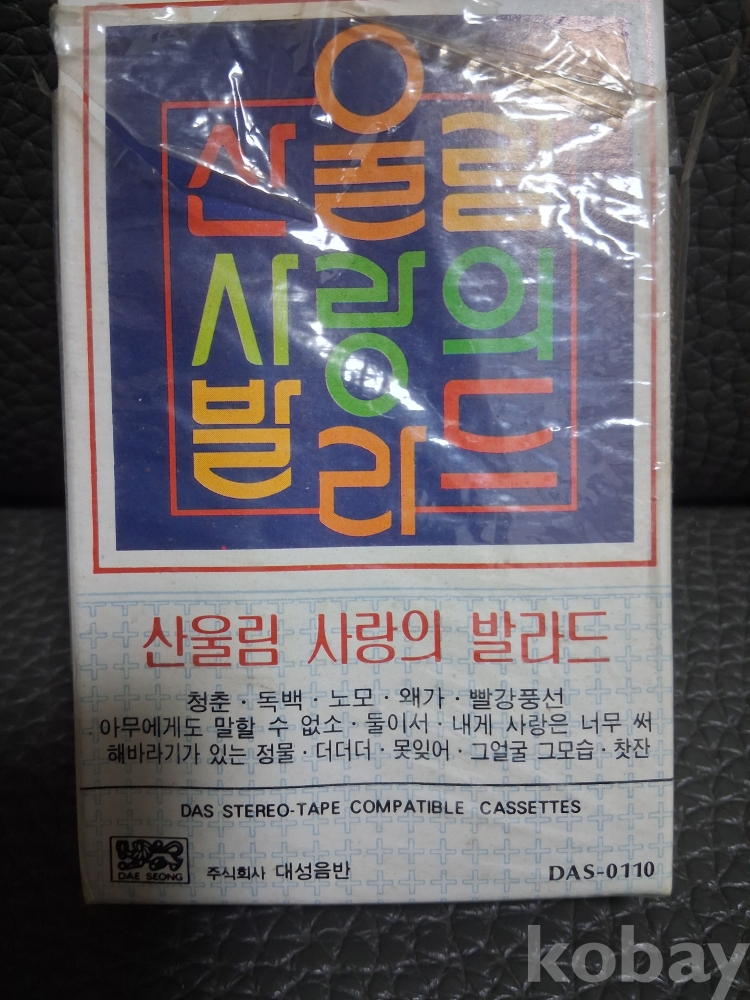 산울림
사랑의
발라드
산울림 사랑의 발라드
청춘 · 독백 · 노모 · 왜가 · 빨강풍선
아무에게도 말할 수 없소 · 둘이서 · 내게 사랑은 너무 써
해바라기가 있는 정물 · 더더더 · 못잊어 · 그얼굴 그모습 · 찻잔
DAS STEREO-TAPE COMPATIBLE CASSETTES
DAE SEONG
주식회사 대성음반
DAS-0110
kobay